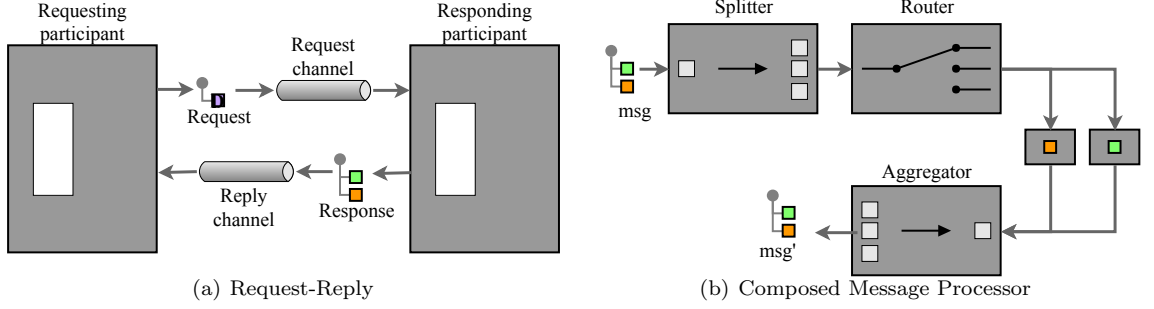 Requesting
participant
Responding
participant
Request
channel
Request
Reply
channel
Response
(a) Request-Reply
Splitter
Router
msg
Aggregator
msg'
(b) Composed Message Processor